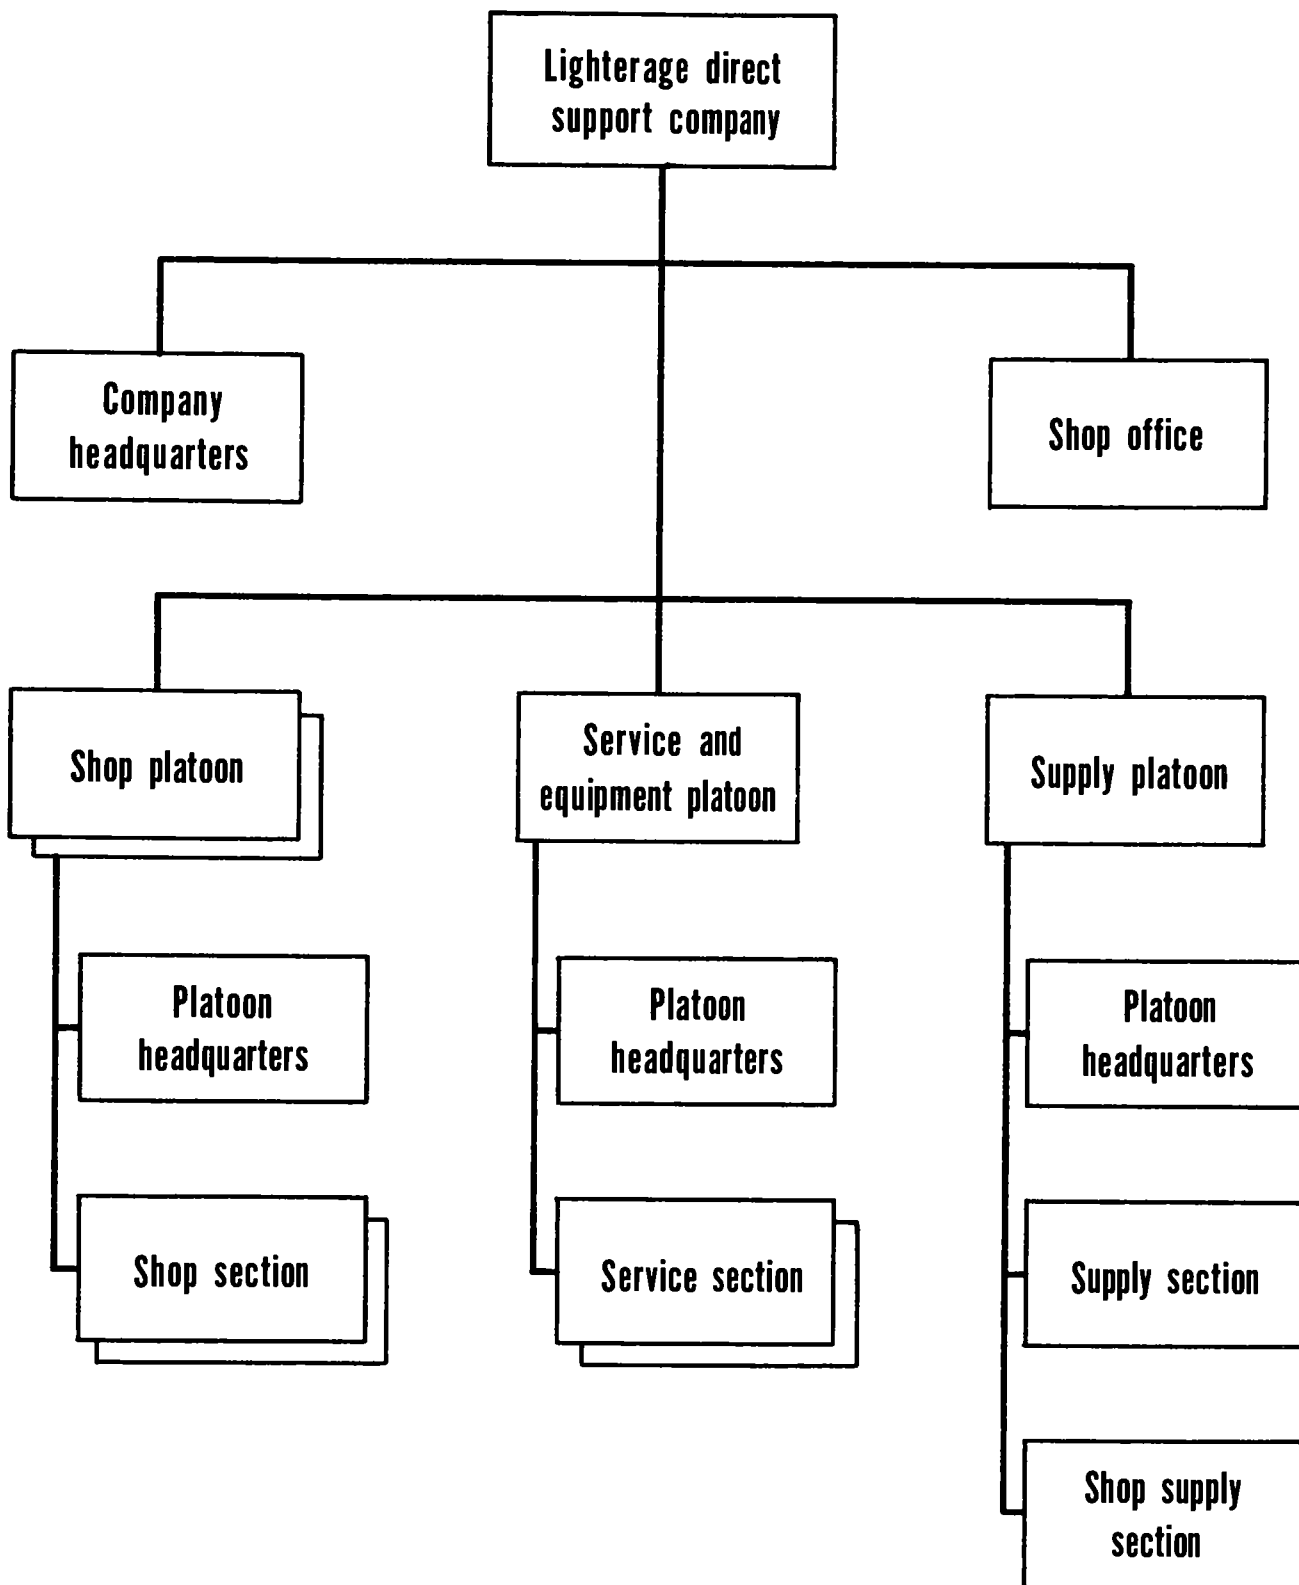 Lighterage direct
support company
Company
headquarters
Shop office
Shop platoon
Service and
equipment platoon
Supply platoon
Platoon
headquarters
Platoon
headquarters
Platoon
headquarters
Shop section
Service section
Supply section
Shop supply
section